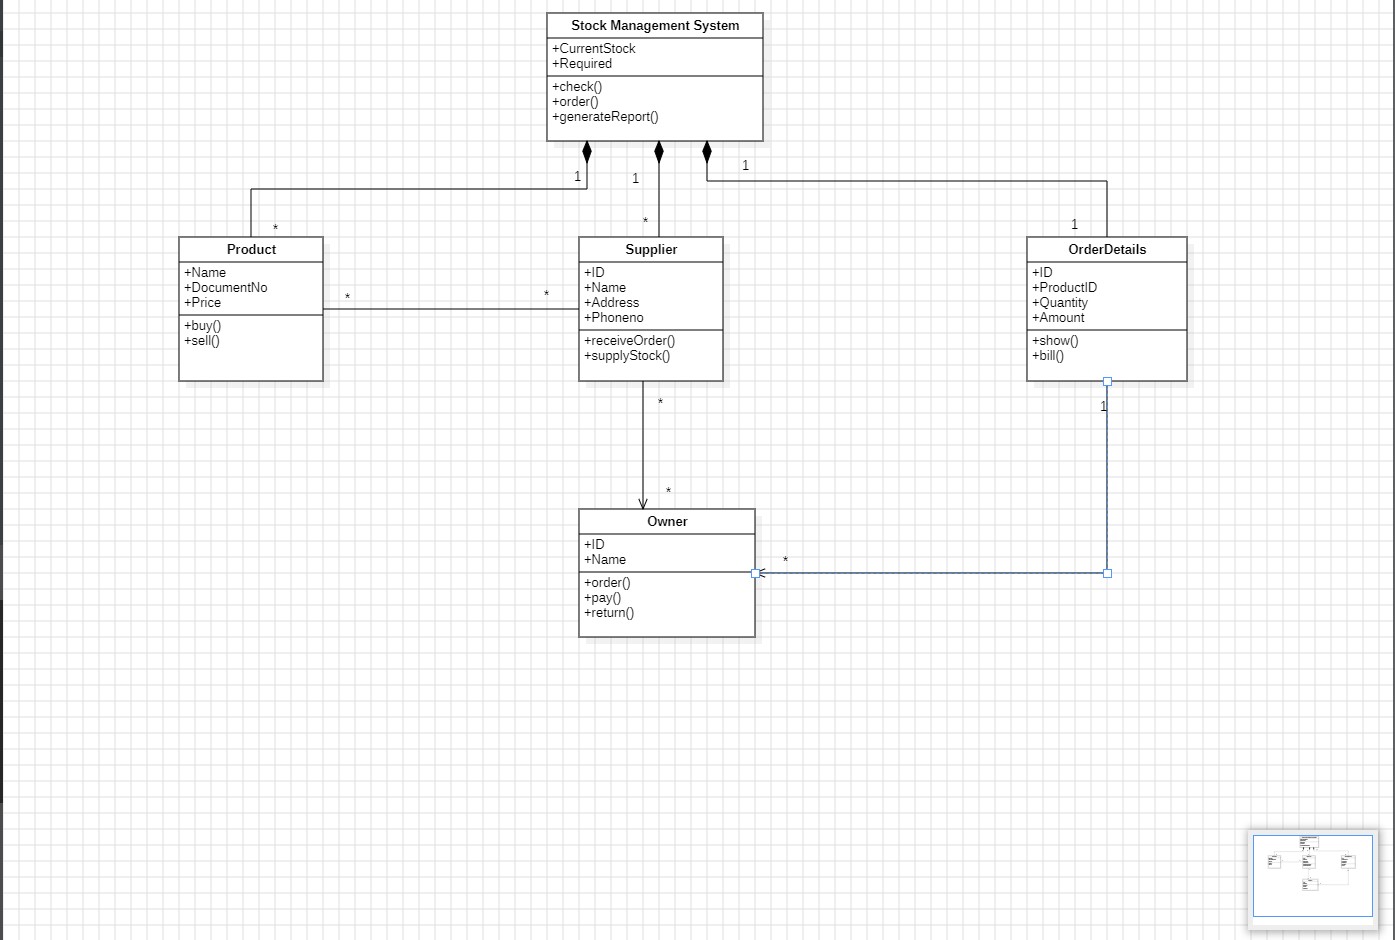 Stock Management System
+CurrentStock
+Required
+check()
+order()
+generateReport()
1
1
1
*
*
1
Product
+Name
+DocumentNo
+Price
+buy()
+sell()
*
*
Supplier
+ID
+Name
+Address
+Phoneno
+receiveOrder()
+supplyStock()
OrderDetails
+ID
+ProductID
+Quantity
+Amount
+show()
+bill()
*
1
*
Owner
+ID
+Name
+order()
+pay()
+return()
*